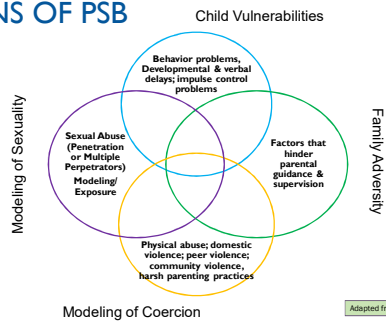 NS OF PSB
Child Vulnerabilities
Behavior problems,
Developmental & verbal
delays; impulse control
problems
Modeling of Sexuality
Sexual Abuse
(Penetration
or Multiple
Perpetrators)
Modeling/
Exposure
Factors that
hinder
parental
guidance &
supervision
Family Adversity
Physical abuse; domestic
violence; peer violence;
community violence,
harsh parenting practices
Modeling of Coercion
Adapted fr